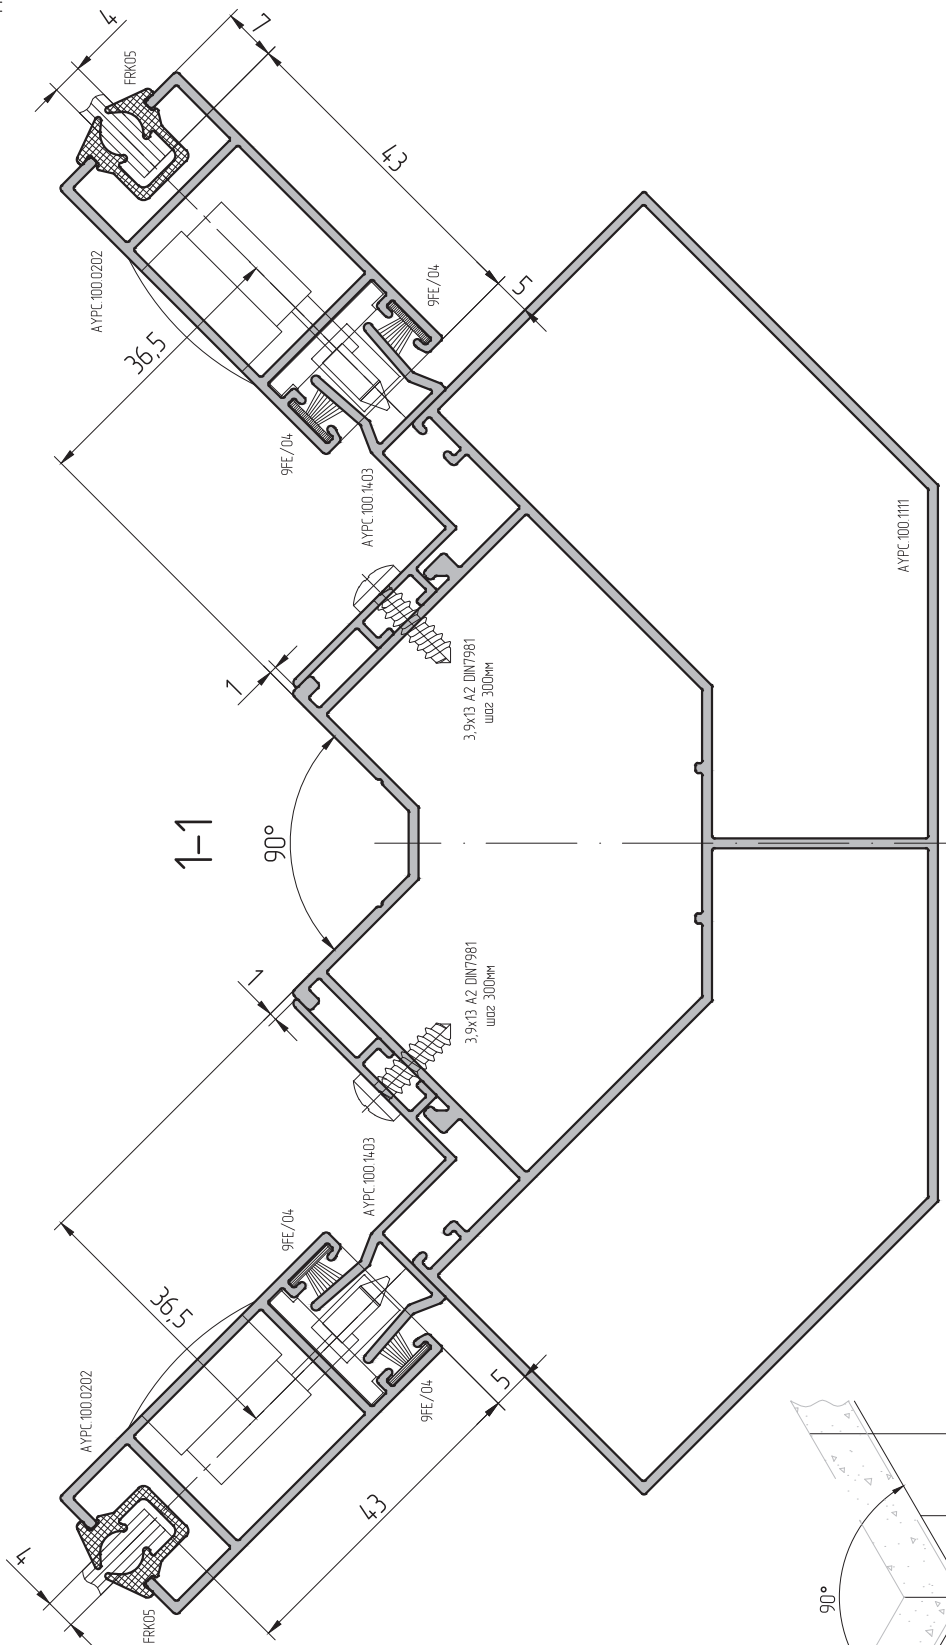 4
FRK05
7
43
AYPC.100.0202
36,5
9FE/04
5
9FE/04
AYPC.100.1403
AYPC.100.1111
3,9x13 A2 DIN7981
шаг 300мм
1
1-1
90°
1
3,9x13 A2 DIN7981
шаг 300мм
AYPC.100.1403
9FE/04
36,5
5
9FE/04
AYPC.100.0202
43
4
FRK05
90°